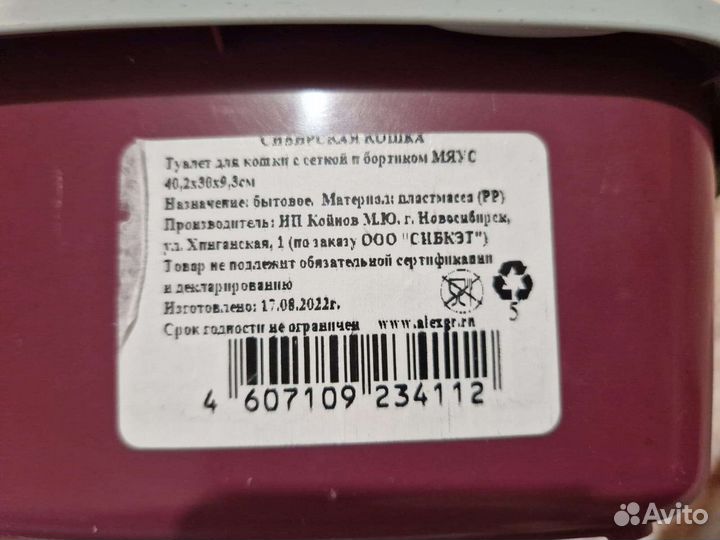 СИБИРСКАЯ КОШКА
Туалет для кошки с сеткой и бортиком МЯУС
40,2х30х9,3см
Назначение: бытовое. Материал: пластмасса (PP)
Производитель: ИП Койнов М.Ю. г. Новосибирск,
ул. Хинганская, 1 (по заказу ООО "СИБКЭТ")
Товар не подлежит обязательной сертификации
и декларированию
Изготовлено: 17.08.2022г.
Срок годности не ограничен www.alexgr.ru
5
4 607109 234112
Avito